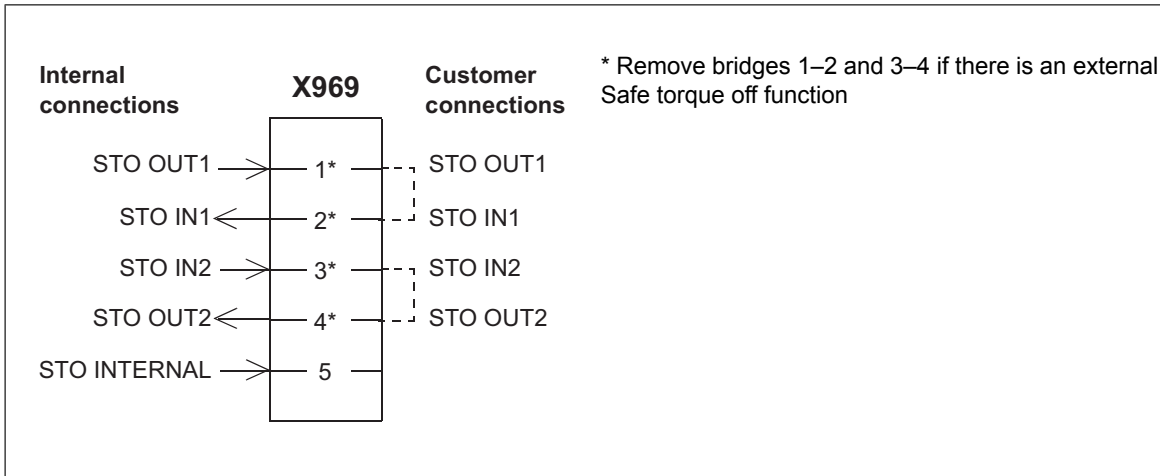 Internal
connections
X969
Customer
connections
* Remove bridges 1–2 and 3–4 if there is an external
Safe torque off function
STO OUT1 1* STO OUT1
STO IN1 2* STO IN1
STO IN2 3* STO IN2
STO OUT2 4* STO OUT2
STO INTERNAL 5